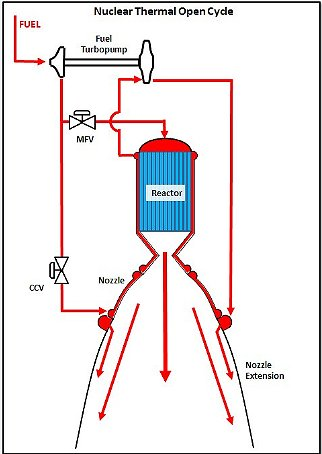 Nuclear Thermal Open Cycle
FUEL
Fuel
Turbopump
MFV
Reactor
CCV
Nozzle
Nozzle
Extension